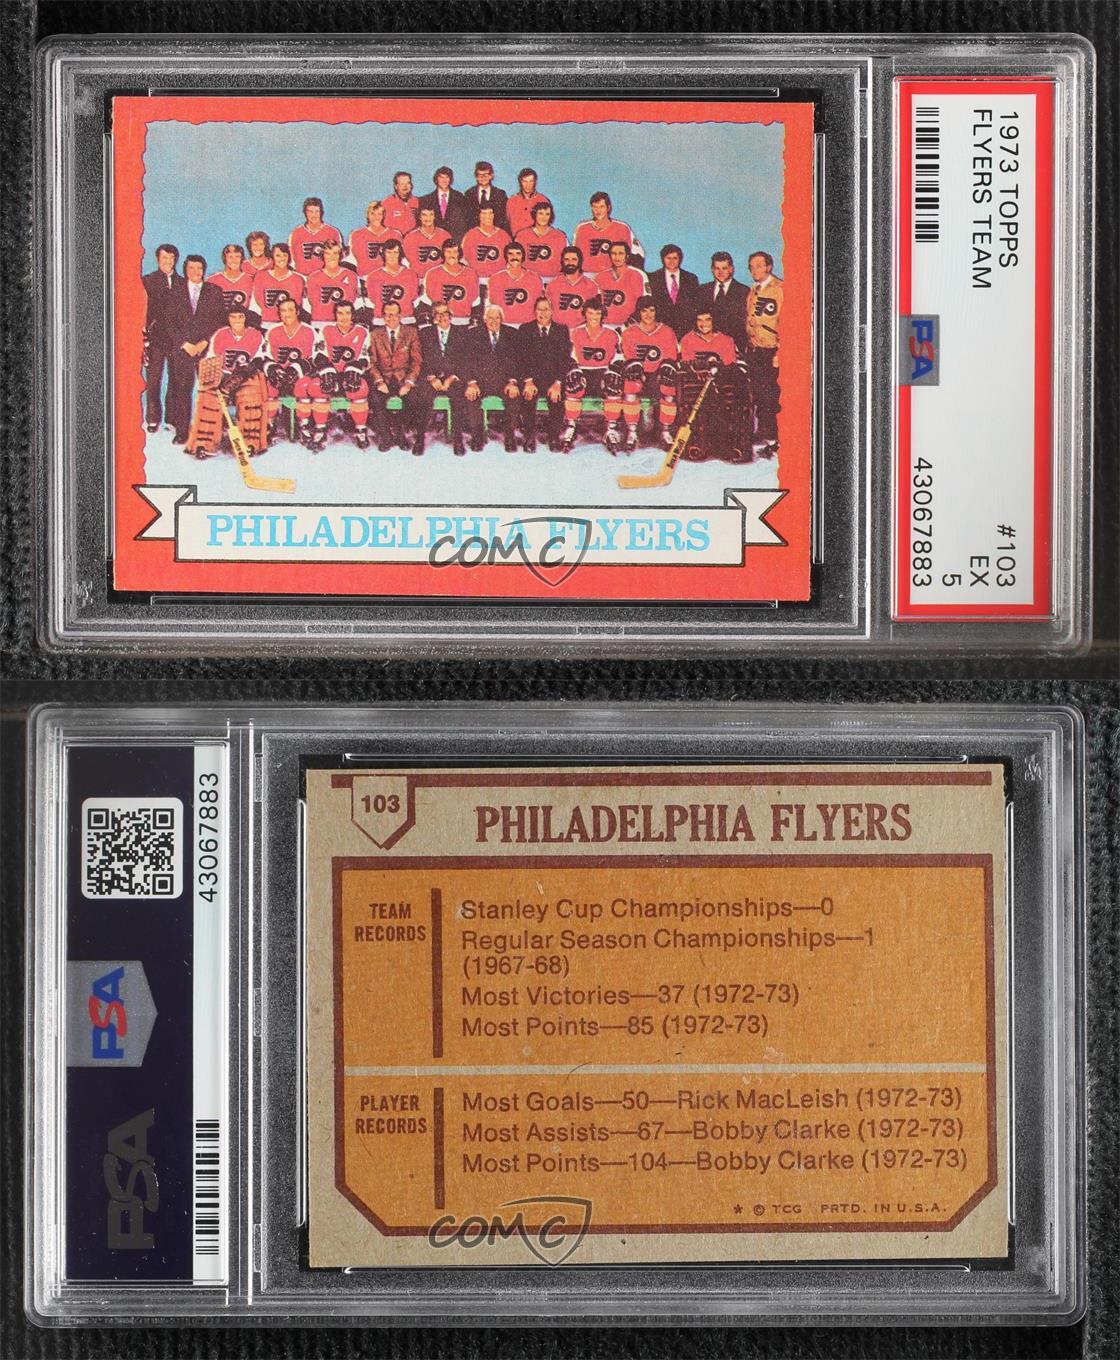 1973 TOPPS #103
FLYERS TEAM EX
5
PSA 43067883
PHILADELPHIA FLYERS
COMC
43067883
PSA
PSA
103
PHILADELPHIA FLYERS
TEAM
RECORDS
Stanley Cup Championships—0
Regular Season Championships—1
(1967-68)
Most Victories—37 (1972-73)
Most Points—85 (1972-73)
PLAYER
RECORDS
Most Goals—50—Rick MacLeish (1972-73)
Most Assists—67—Bobby Clarke (1972-73)
Most Points—104—Bobby Clarke (1972-73)
* © TCG PRTD. IN U.S.A.
COMC